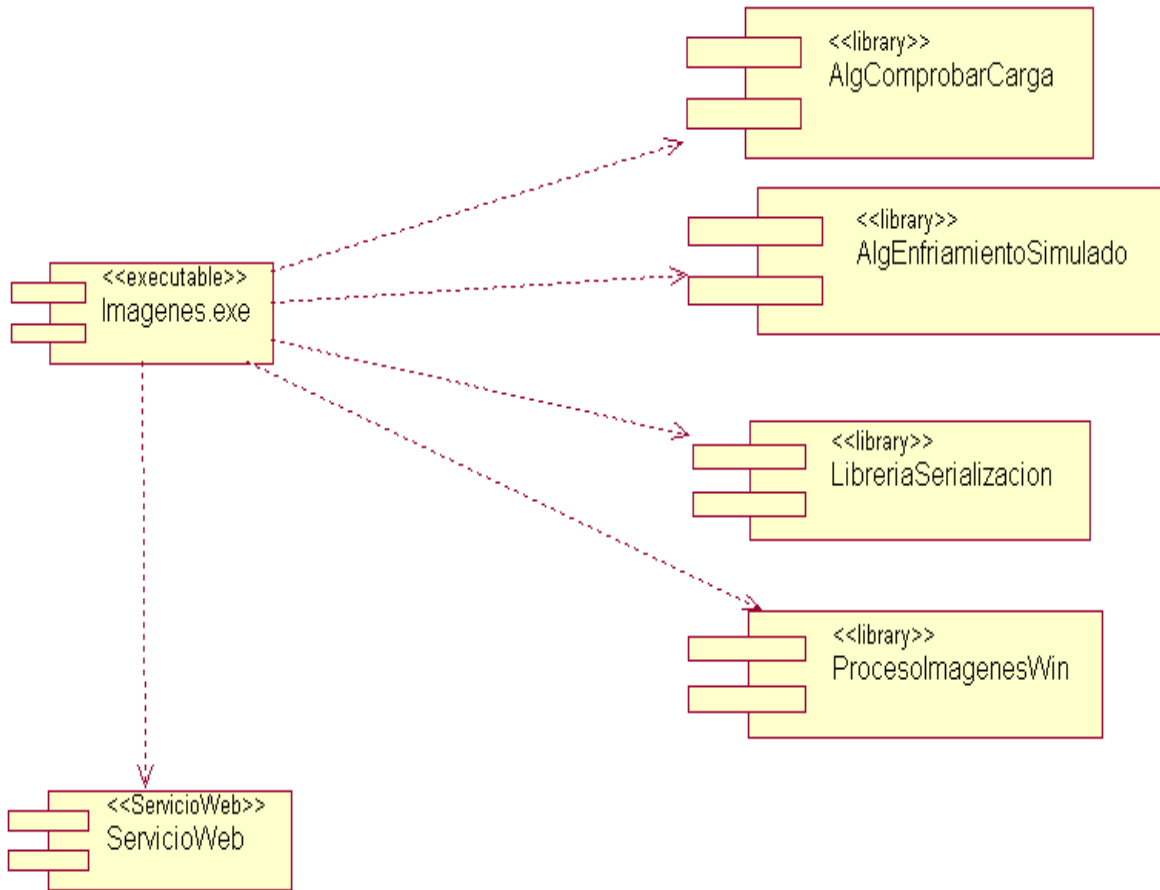 <<library>>
AlgComprobarCarga
<<library>>
AlgEnfriamientoSimulado
<<executable>>
Imagenes.exe
<<library>>
LibreriaSerializacion
<<library>>
ProcesoImagenesWin
<<ServicioWeb>>
ServicioWeb